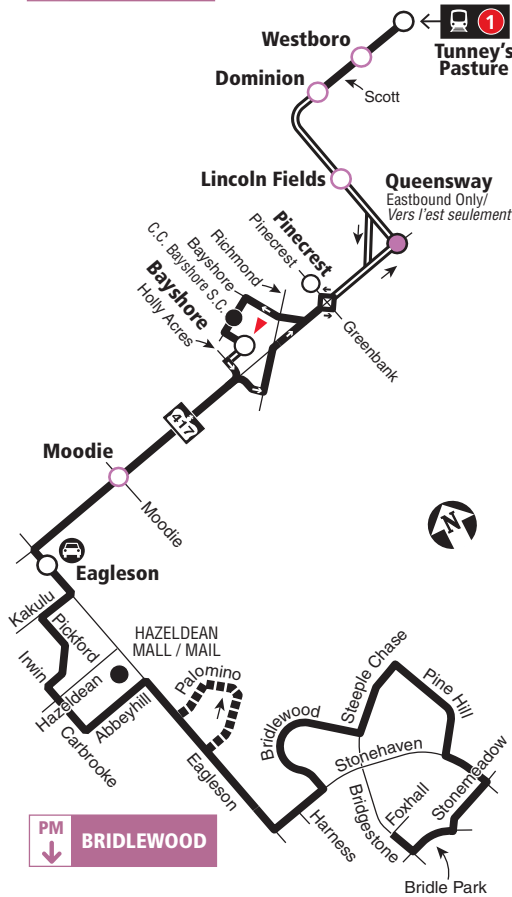 1
Westboro
Tunney's
Pasture
Dominion
Scott
Lincoln Fields
Queensway
Eastbound Only/
Vers l'est seulement
Pinecrest
Pinecrest
Richmond
Bayshore
C.C. Bayshore S.C.
Bayshore
Holly Acres
Greenbank
417
Moodie
Moodie
N
Eagleson
Kakulu
Pickford
HAZELDEAN
MALL / MAIL
Irwin
Hazeldean
Palomino
Carbrooke
Abbeyhill
Eagleson
Bridlewood
Steeple Chase
Pine Hill
Stonehaven
Stonemeadow
Foxhall
Bridgestone
Harness
Bridle Park
PM
BRIDLEWOOD